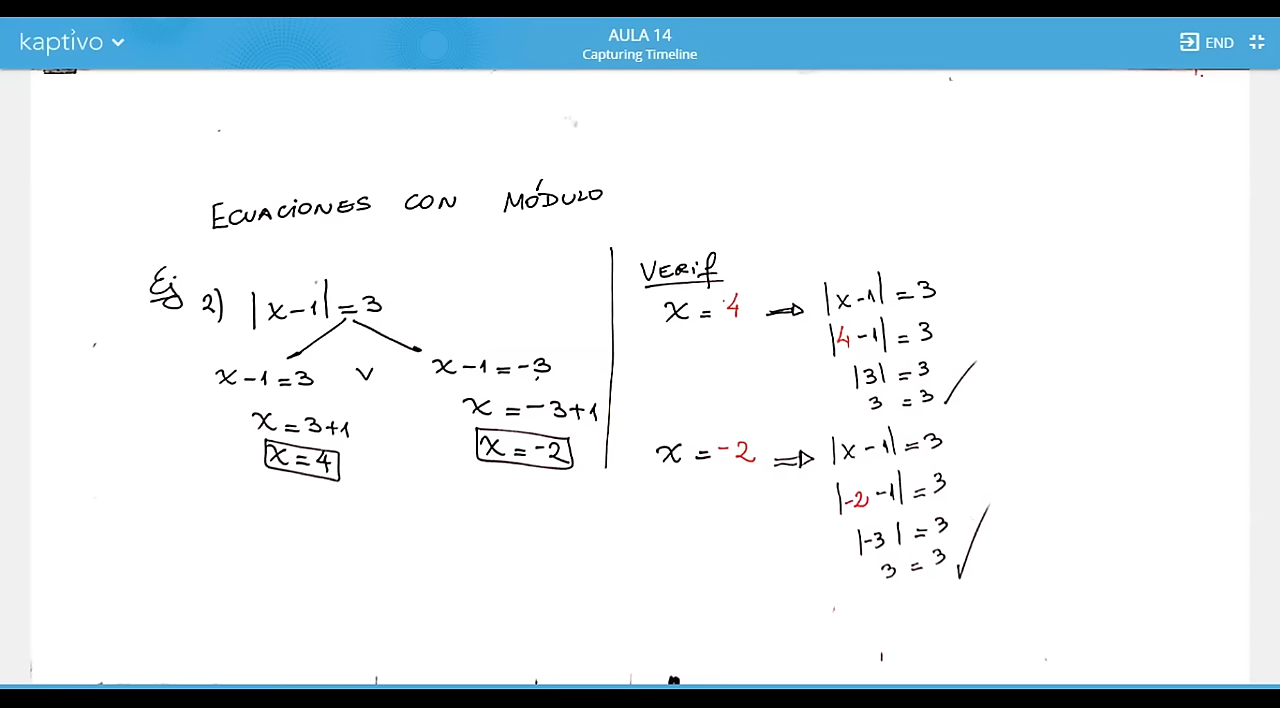 kaptivo
AULA 14
Capturing Timeline
END
ECUACIONES CON MÓDULO
Ej 2) |x-1| = 3
x-1=3 v x-1=-3
x=3+1 x=-3+1
x=4 x=-2
VERIF
x=4 ⇒ |x-1|=3
|4-1|=3
|3|=3
3=3 ✓
x=-2 ⇒ |x-1|=3
|-2-1|=3
|-3|=3
3=3 ✓